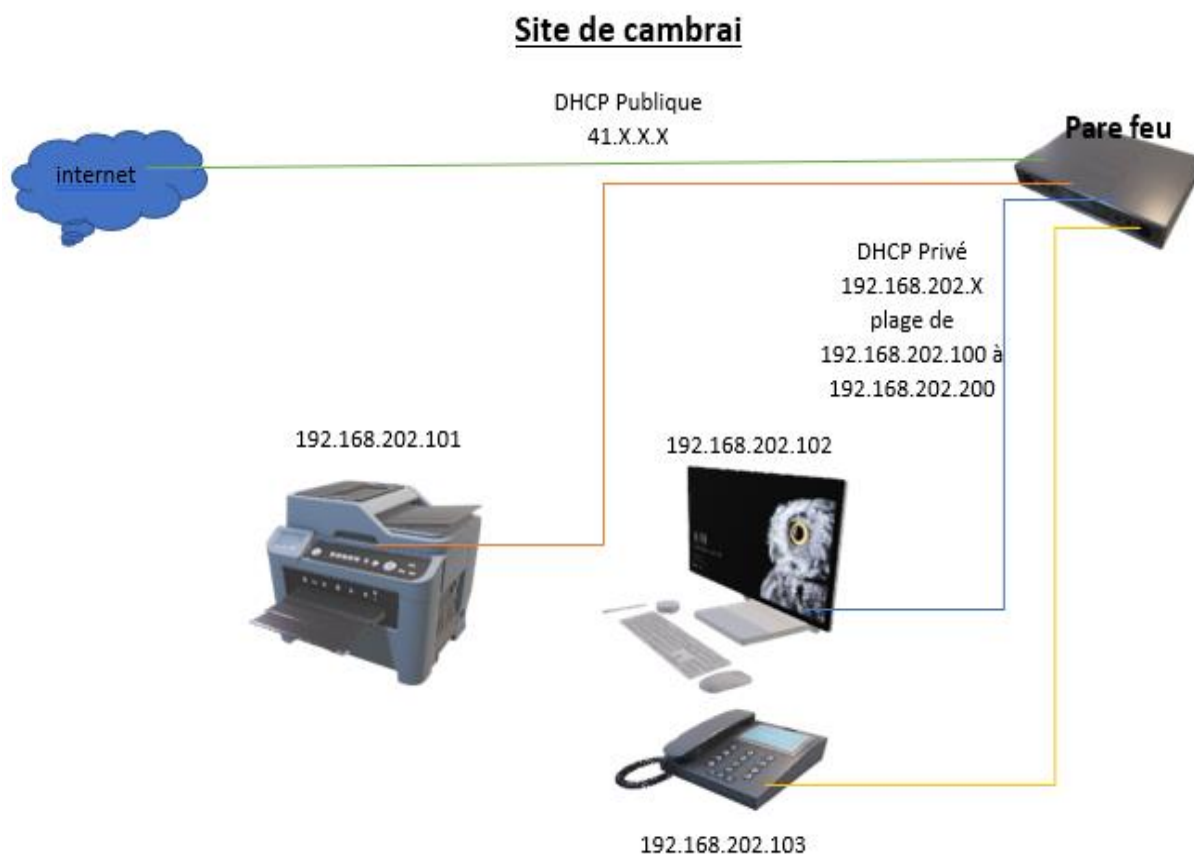 Site de cambrai
DHCP Publique
41.X.X.X
Pare feu
internet
DHCP Privé
192.168.202.X
plage de
192.168.202.100 à
192.168.202.200
192.168.202.101
192.168.202.102
192.168.202.103